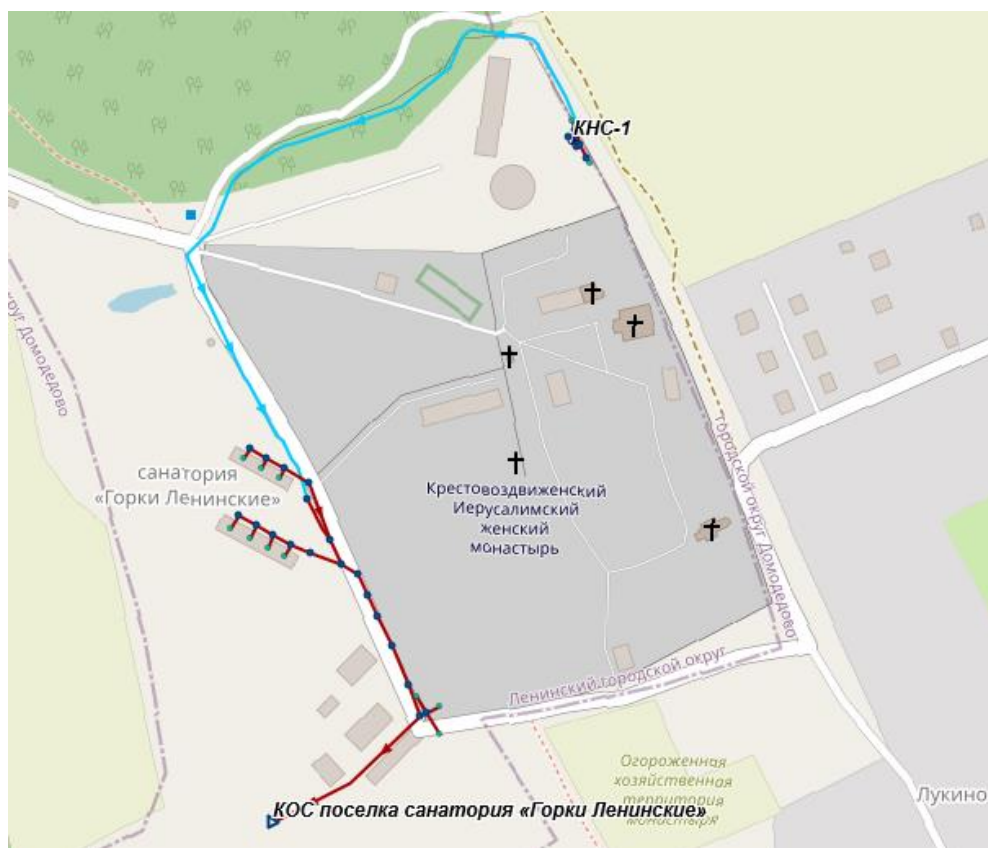 КНС-1
округ Домодедово
городской округ Домодедово
санатория
«Горки Ленинские»
Крестовоздвиженский
Иерусалимский
женский
монастырь
Ленинский городской округ
Огороженная
хозяйственная
территория
монастыря
Лукино
КОС поселка санатория «Горки Ленинские»